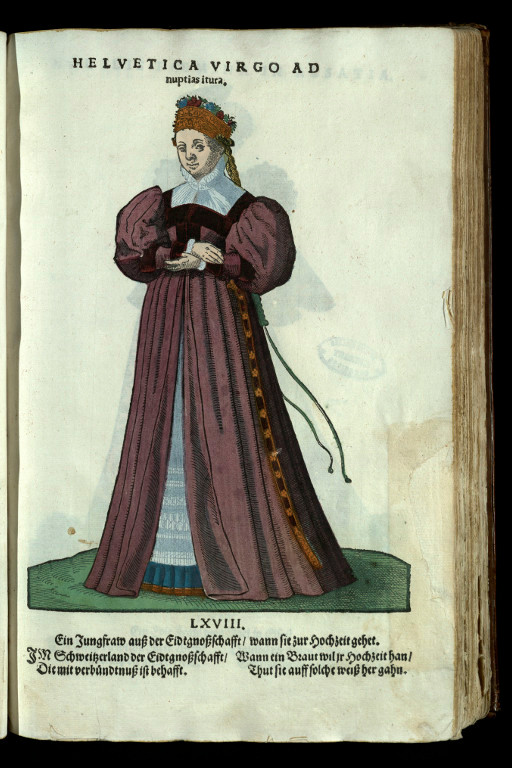 HELVETICA VIRGO AD
nuptias itura.
LXVIII.
Ein Jungfraw auß der Eidtgnoßschafft / wann sie zur Hochzeit gehet.
IN Schweitzerland der Eidtgnoßschafft /
Die mit verbündtnuß ist behafft.
Wann ein Braut wil jr Hochzeit han /
Thut sie auff solche weiß her gahn.